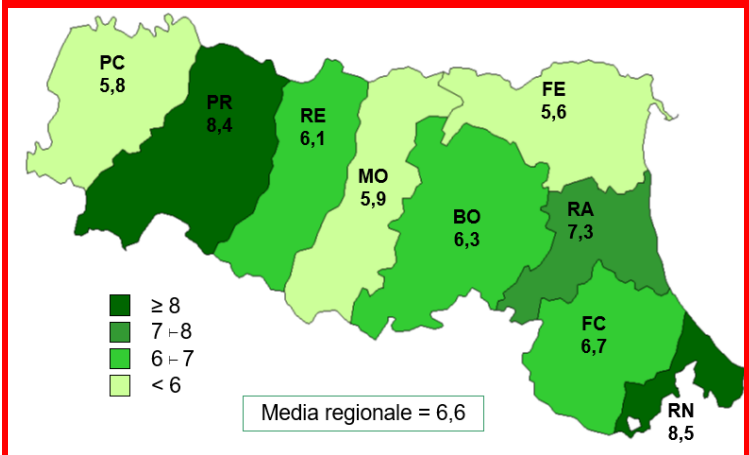 PC
5,8
PR
8,4
RE
6,1
MO
5,9
FE
5,6
BO
6,3
RA
7,3
FC
6,7
RN
8,5
≥ 8
7 ⊢8
6 ⊢7
< 6
Media regionale = 6,6